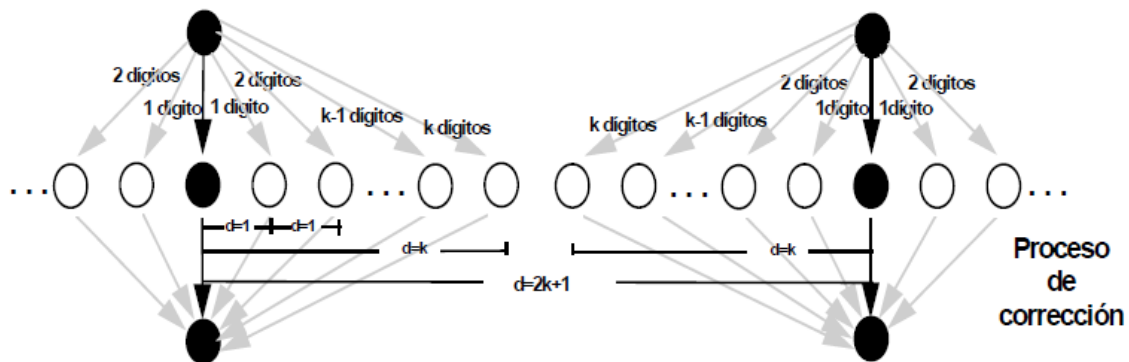 2 dígitos 2 dígitos 2 dígitos 2 dígitos
1 dígito 1 dígito k-1 dígitos k dígitos k dígitos k-1 dígitos 1dígito 1dígito
... ... ... ...
d=1 d=1
d=k d=k
d=2k+1
Proceso
de
corrección